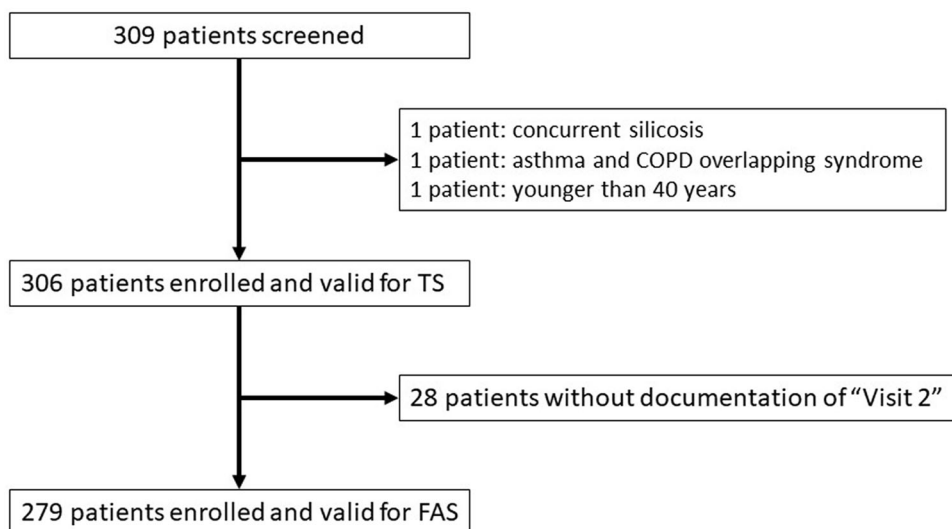 309 patients screened
1 patient: concurrent silicosis
1 patient: asthma and COPD overlapping syndrome
1 patient: younger than 40 years
306 patients enrolled and valid for TS
28 patients without documentation of “Visit 2”
279 patients enrolled and valid for FAS